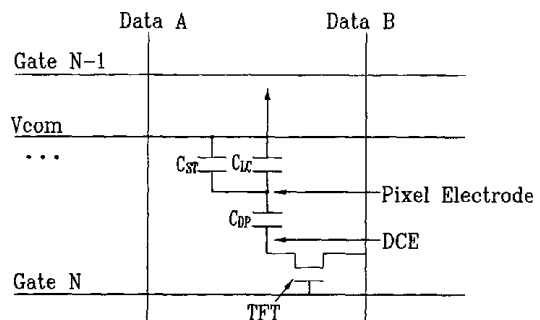 Data A Data B
Gate N-1
Vcom
...
CST CLC
Pixel Electrode
CDP
DCE
Gate N
TFT